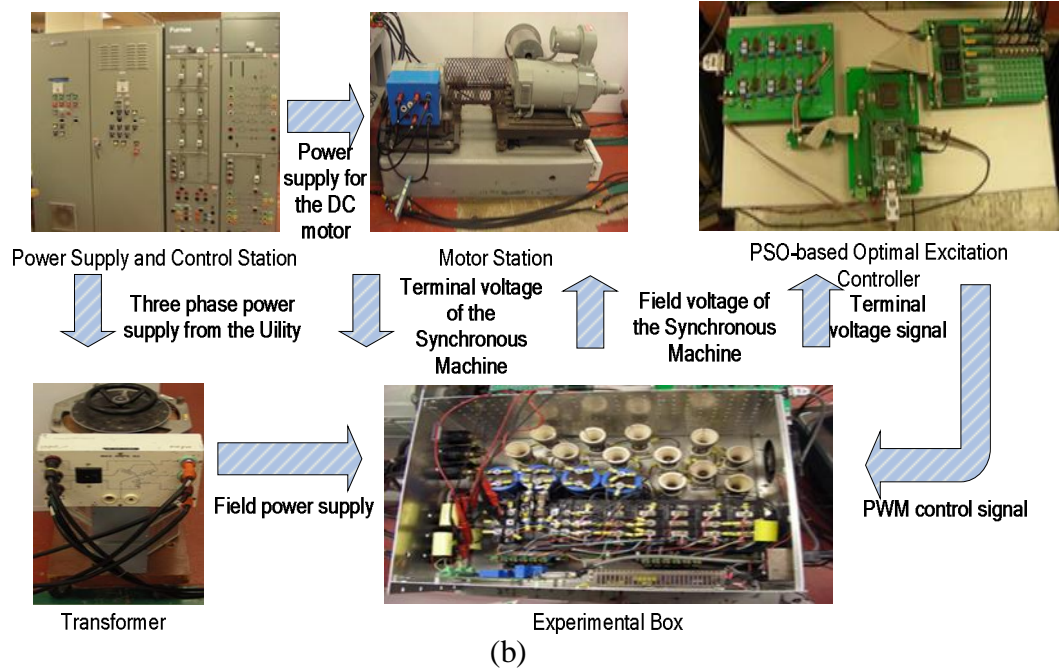 Furnas
Power
supply for
the DC
motor
Power Supply and Control Station
Motor Station
PSO-based Optimal Excitation
Controller
Three phase power
supply from the Uility
Terminal voltage
of the
Synchronous
Machine
Field voltage of
the Synchronous
Machine
Terminal
voltage signal
Field power supply
PWM control signal
Transformer
Experimental Box
(b)